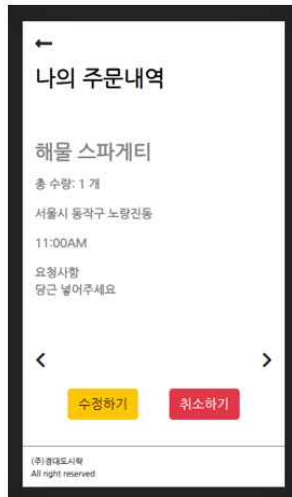 나의 주문내역
해물 스파게티
총 수량: 1 개
서울시 동작구 노량진동
11:00AM
요청사항
당근 넣어주세요
수정하기 취소하기
(주)경대도시락
All right reserved